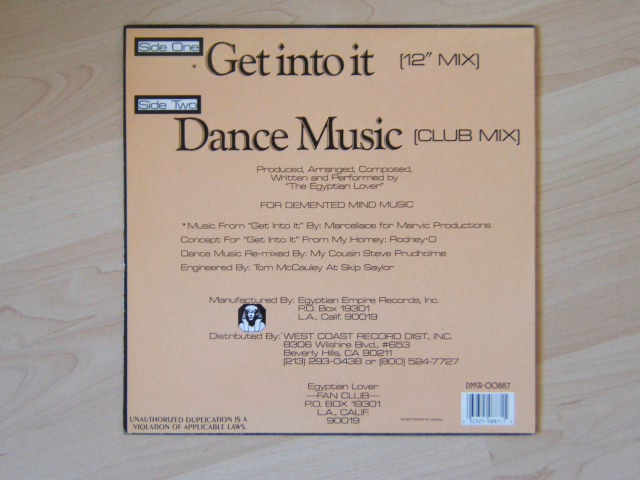 Side One
* Get into it [12" MIX]
Side Two
Dance Music [CLUB MIX]
Produced, Arranged, Composed,
Written and Performed by
"The Egyptian Lover"
FOR DEMENTED MIND MUSIC
*Music From "Get Into It" By: Marcellace for Marvic Productions
Concept For "Get Into It" From My Homey: Rodney-O
Dance Music Re-mixed By: My Cousin Steve Prudholme
Engineered By: Tom McCauley At Skip Saylor
Manufactured By: Egyptian Empire Records, Inc.
P.O. Box 19301
L.A., Calif. 90019
Distributed By: WEST COAST RECORD DIST., INC.
8306 Wilshire Blvd., #653
Beverly Hills, CA 90211
(213) 293-0438 or (800) 524-7727
Egyptian Lover
—FAN CLUB—
P.O. BOX 19301
L.A., CALIF.
90019
DMSR-00887
UNAUTHORIZED DUPLICATION IS A
VIOLATION OF APPLICABLE LAWS.